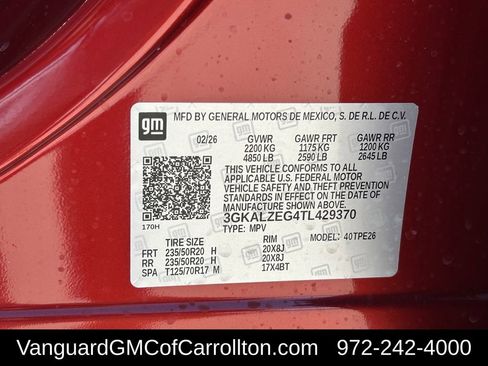 gm
MFD BY GENERAL MOTORS DE MEXICO, S. DE R.L. DE C.V.
02/26 GVWR GAWR FRT GAWR RR
2200 KG 1175 KG 1200 KG
4850 LB 2590 LB 2645 LB
THIS VEHICLE CONFORMS TO ALL
APPLICABLE U.S. FEDERAL MOTOR
VEHICLE SAFETY AND THEFT PREVENTION
STANDARDS IN EFFECT ON THE DATE OF
MANUFACTURE SHOWN ABOVE.
3GKALZEG4TL429370
170H TYPE: MPV MODEL: 40TPE26
TIRE SIZE RIM
FRT 235/50R20 H 20X8J
RR 235/50R20 H 20X8J
SPA T125/70R17 M 17X4BT
VanguardGMCofCarrollton.com 972-242-4000